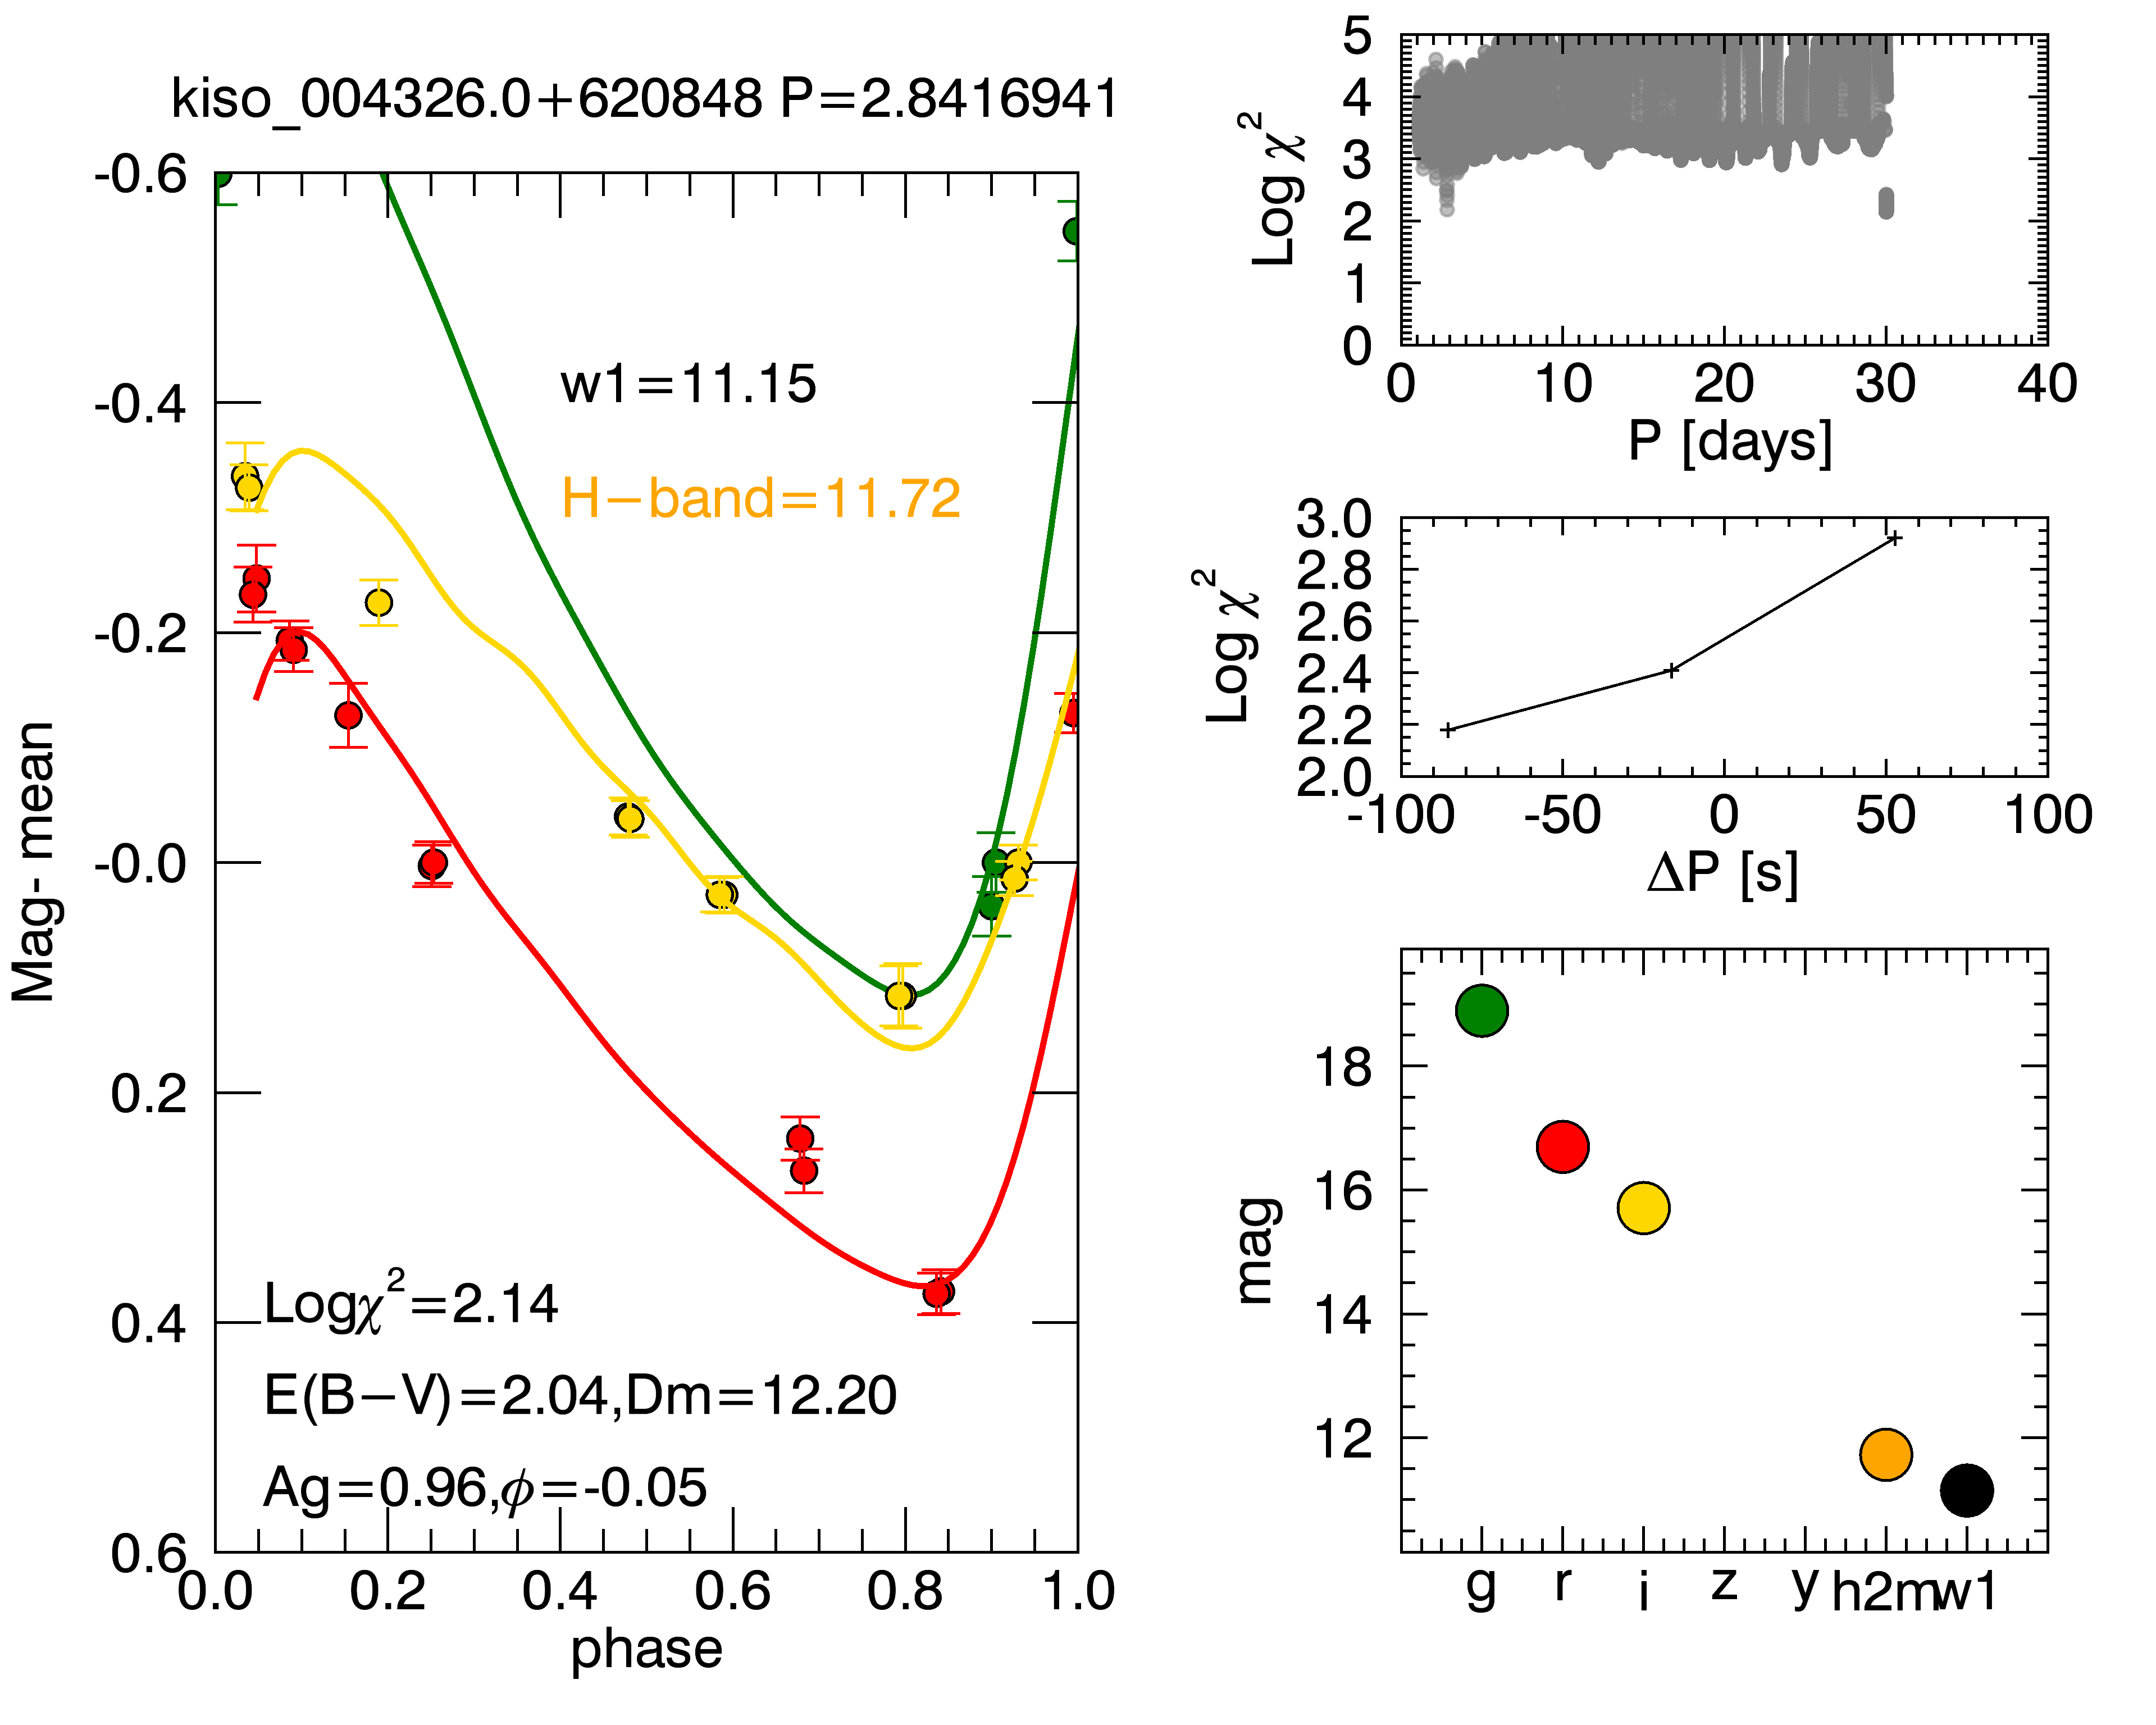 kiso_004326.0+620848 P=2.8416941
-0.6
-0.4
-0.2
-0.0
0.2
0.4
0.6
Mag- mean
w1=11.15
H-band=11.72
Logχ²=2.14
E(B-V)=2.04,Dm=12.20
Ag=0.96,ϕ=-0.05
0.0 0.2 0.4 0.6 0.8 1.0
phase
5
4
3
2
1
0
Log χ²
0 10 20 30 40
P [days]
3.0
2.8
2.6
2.4
2.2
2.0
Log χ²
-100 -50 0 50 100
ΔP [s]
18
16
14
12
mag
g r i z y h2m w1